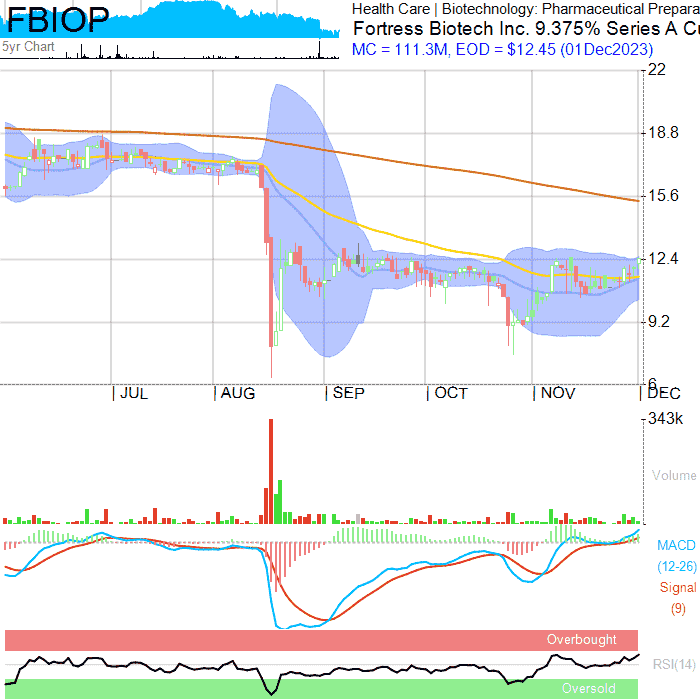 FBIOP
5yr Chart
Health Care | Biotechnology: Pharmaceutical Prepara
Fortress Biotech Inc. 9.375% Series A Cu
MC = 111.3M, EOD = $12.45 (01Dec2023)
22
18.8
15.6
12.4
9.2
6
JUL AUG SEP OCT NOV DEC
343k
Volume
MACD
(12-26)
Signal
(9)
Overbought
RSI(14)
Oversold